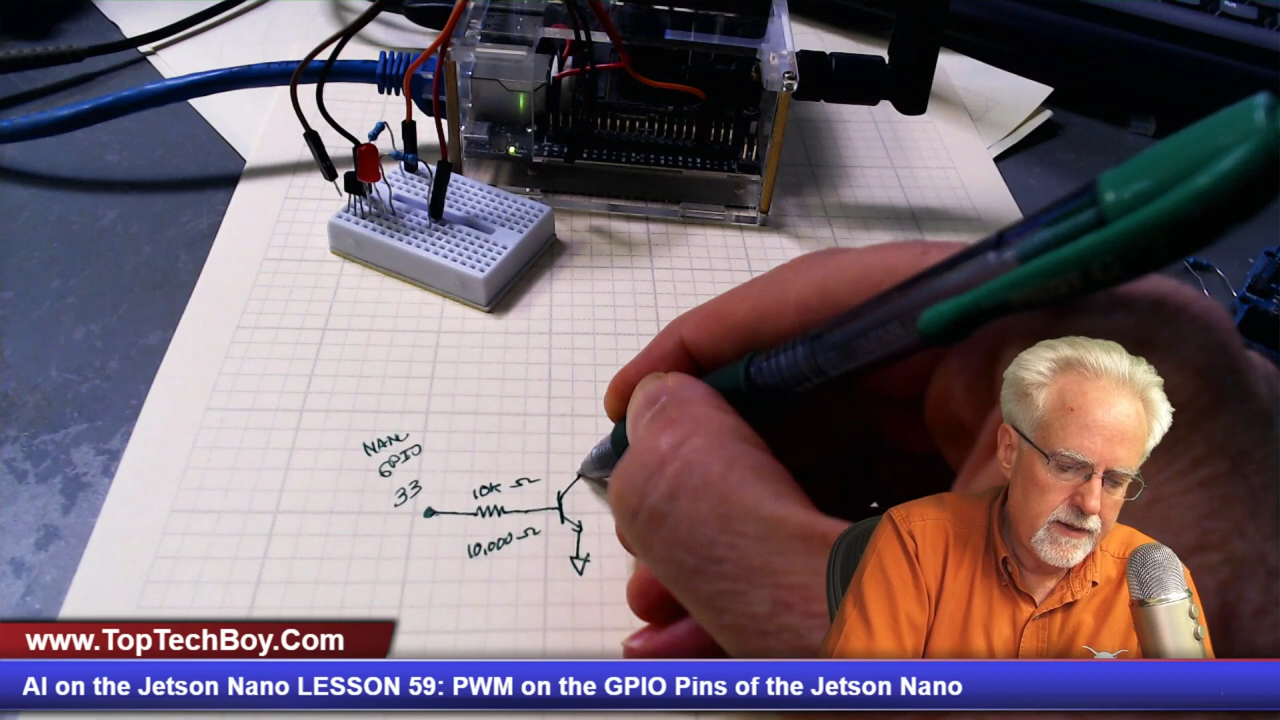 NANO
GPIO
33
10K Ω
10,000 Ω
www.TopTechBoy.Com
AI on the Jetson Nano LESSON 59: PWM on the GPIO Pins of the Jetson Nano